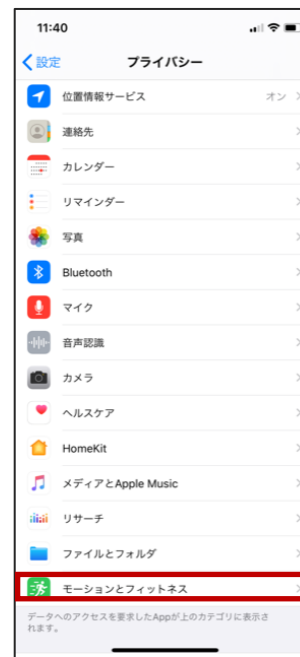 11:40
設定
プライバシー
位置情報サービス オン
連絡先
カレンダー
リマインダー
写真
Bluetooth
マイク
音声認識
カメラ
ヘルスケア
HomeKit
メディアとApple Music
リサーチ
ファイルとフォルダ
モーションとフィットネス
データへのアクセスを要求したAppが上のカテゴリに表示さ
れます。